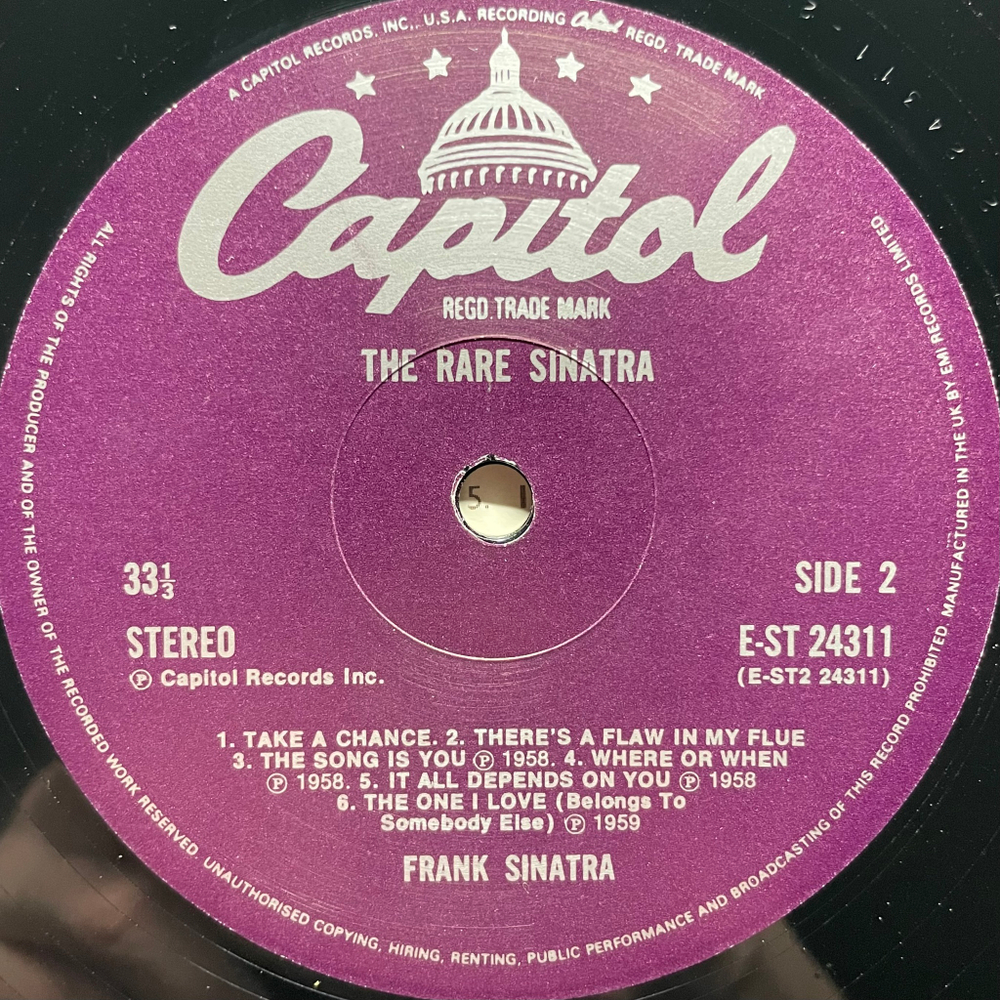 A CAPITOL RECORDS, INC., U.S.A. RECORDING Capitol REGD. TRADE MARK
Capitol
REGD. TRADE MARK
THE RARE SINATRA
5. I
33⅓
SIDE 2
STEREO
E-ST 24311
℗ Capitol Records Inc.
(E-ST2 24311)
1. TAKE A CHANCE. 2. THERE'S A FLAW IN MY FLUE
3. THE SONG IS YOU ℗ 1958. 4. WHERE OR WHEN
℗ 1958. 5. IT ALL DEPENDS ON YOU ℗ 1958
6. THE ONE I LOVE (Belongs To
Somebody Else) ℗ 1959
FRANK SINATRA
ALL RIGHTS OF THE PRODUCER AND OF THE OWNER OF THE RECORDED WORK RESERVED. UNAUTHORISED COPYING, HIRING, RENTING, PUBLIC PERFORMANCE AND BROADCASTING OF THIS RECORD PROHIBITED. MANUFACTURED IN THE UK BY EMI RECORDS LIMITED